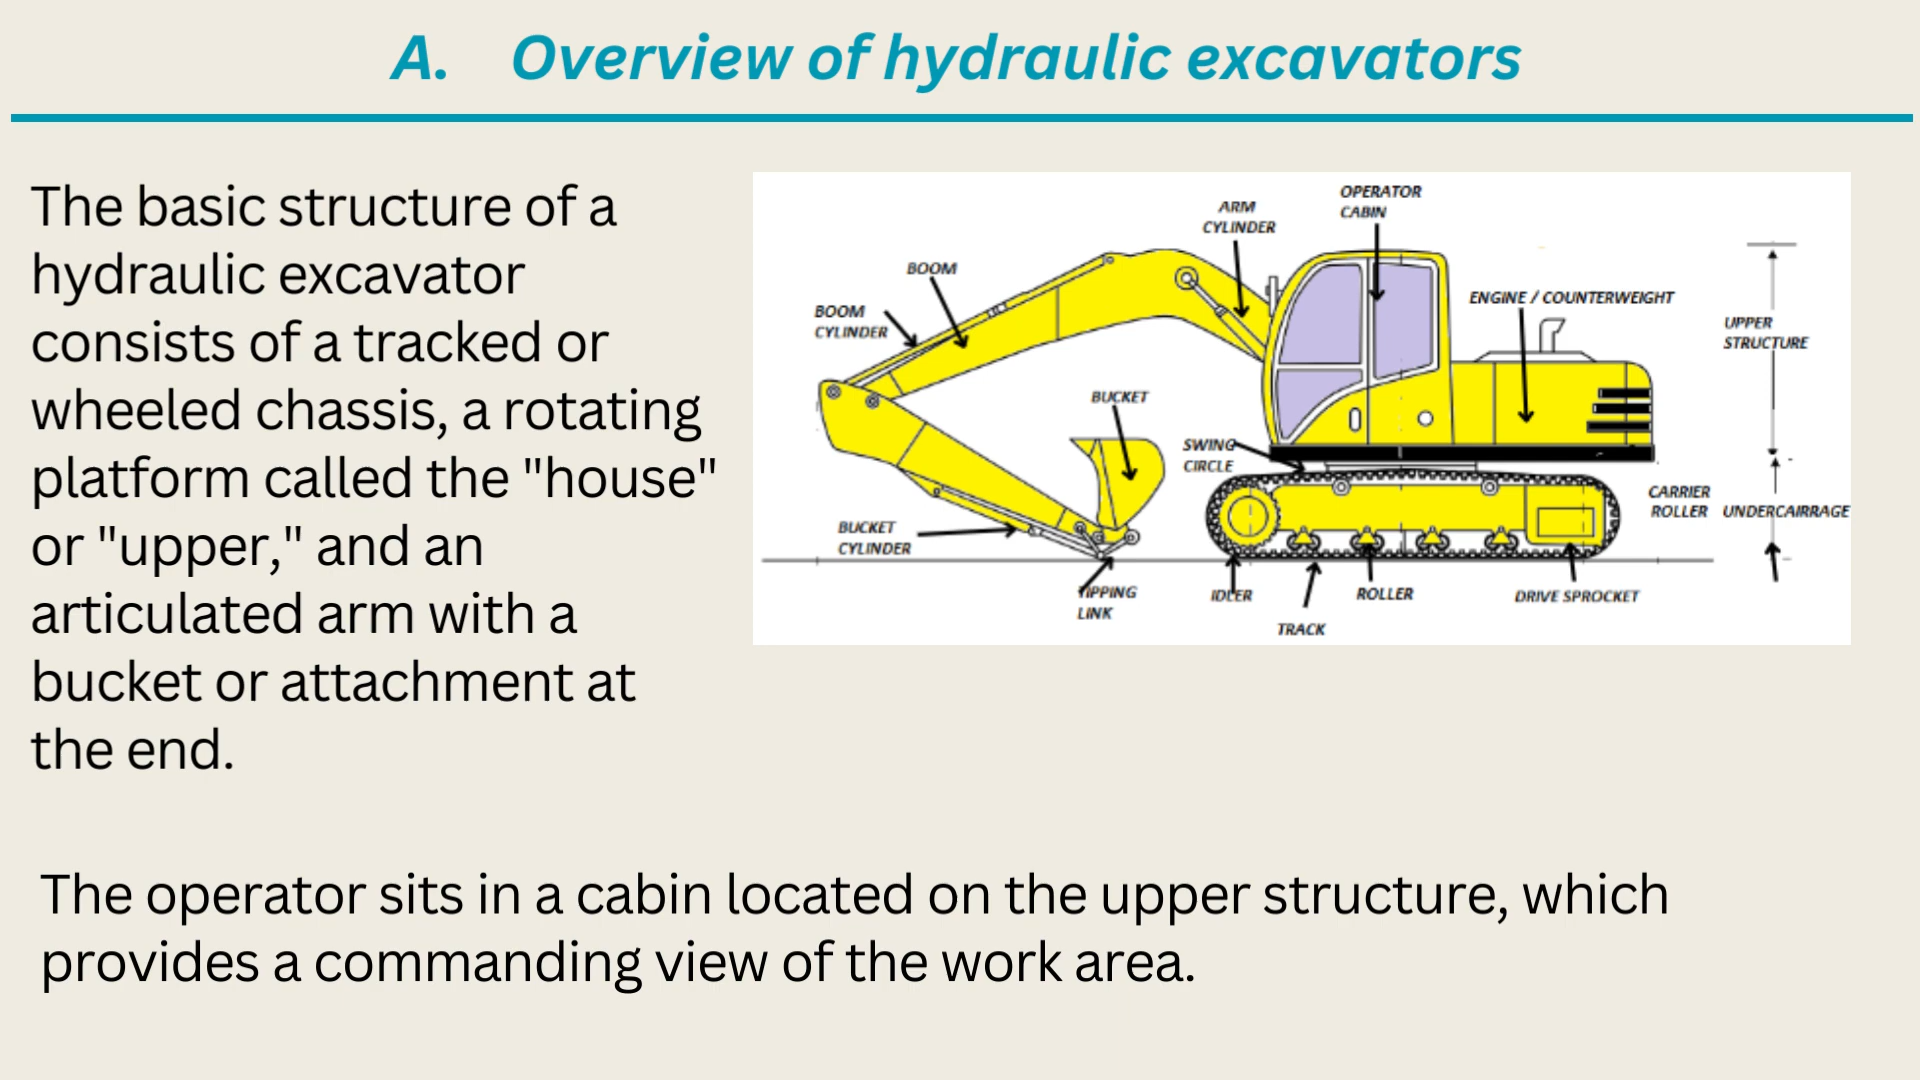 A. Overview of hydraulic excavators
The basic structure of a
hydraulic excavator
consists of a tracked or
wheeled chassis, a rotating
platform called the "house"
or "upper," and an
articulated arm with a
bucket or attachment at
the end.
OPERATOR
CABIN
ARM
CYLINDER
BOOM
BOOM
CYLINDER
ENGINE / COUNTERWEIGHT
UPPER
STRUCTURE
BUCKET
SWING
CIRCLE
CARRIER
ROLLER
UNDERCAIRRAGE
BUCKET
CYLINDER
TIPPING
LINK
IDLER
ROLLER
DRIVE SPROCKET
TRACK
The operator sits in a cabin located on the upper structure, which
provides a commanding view of the work area.